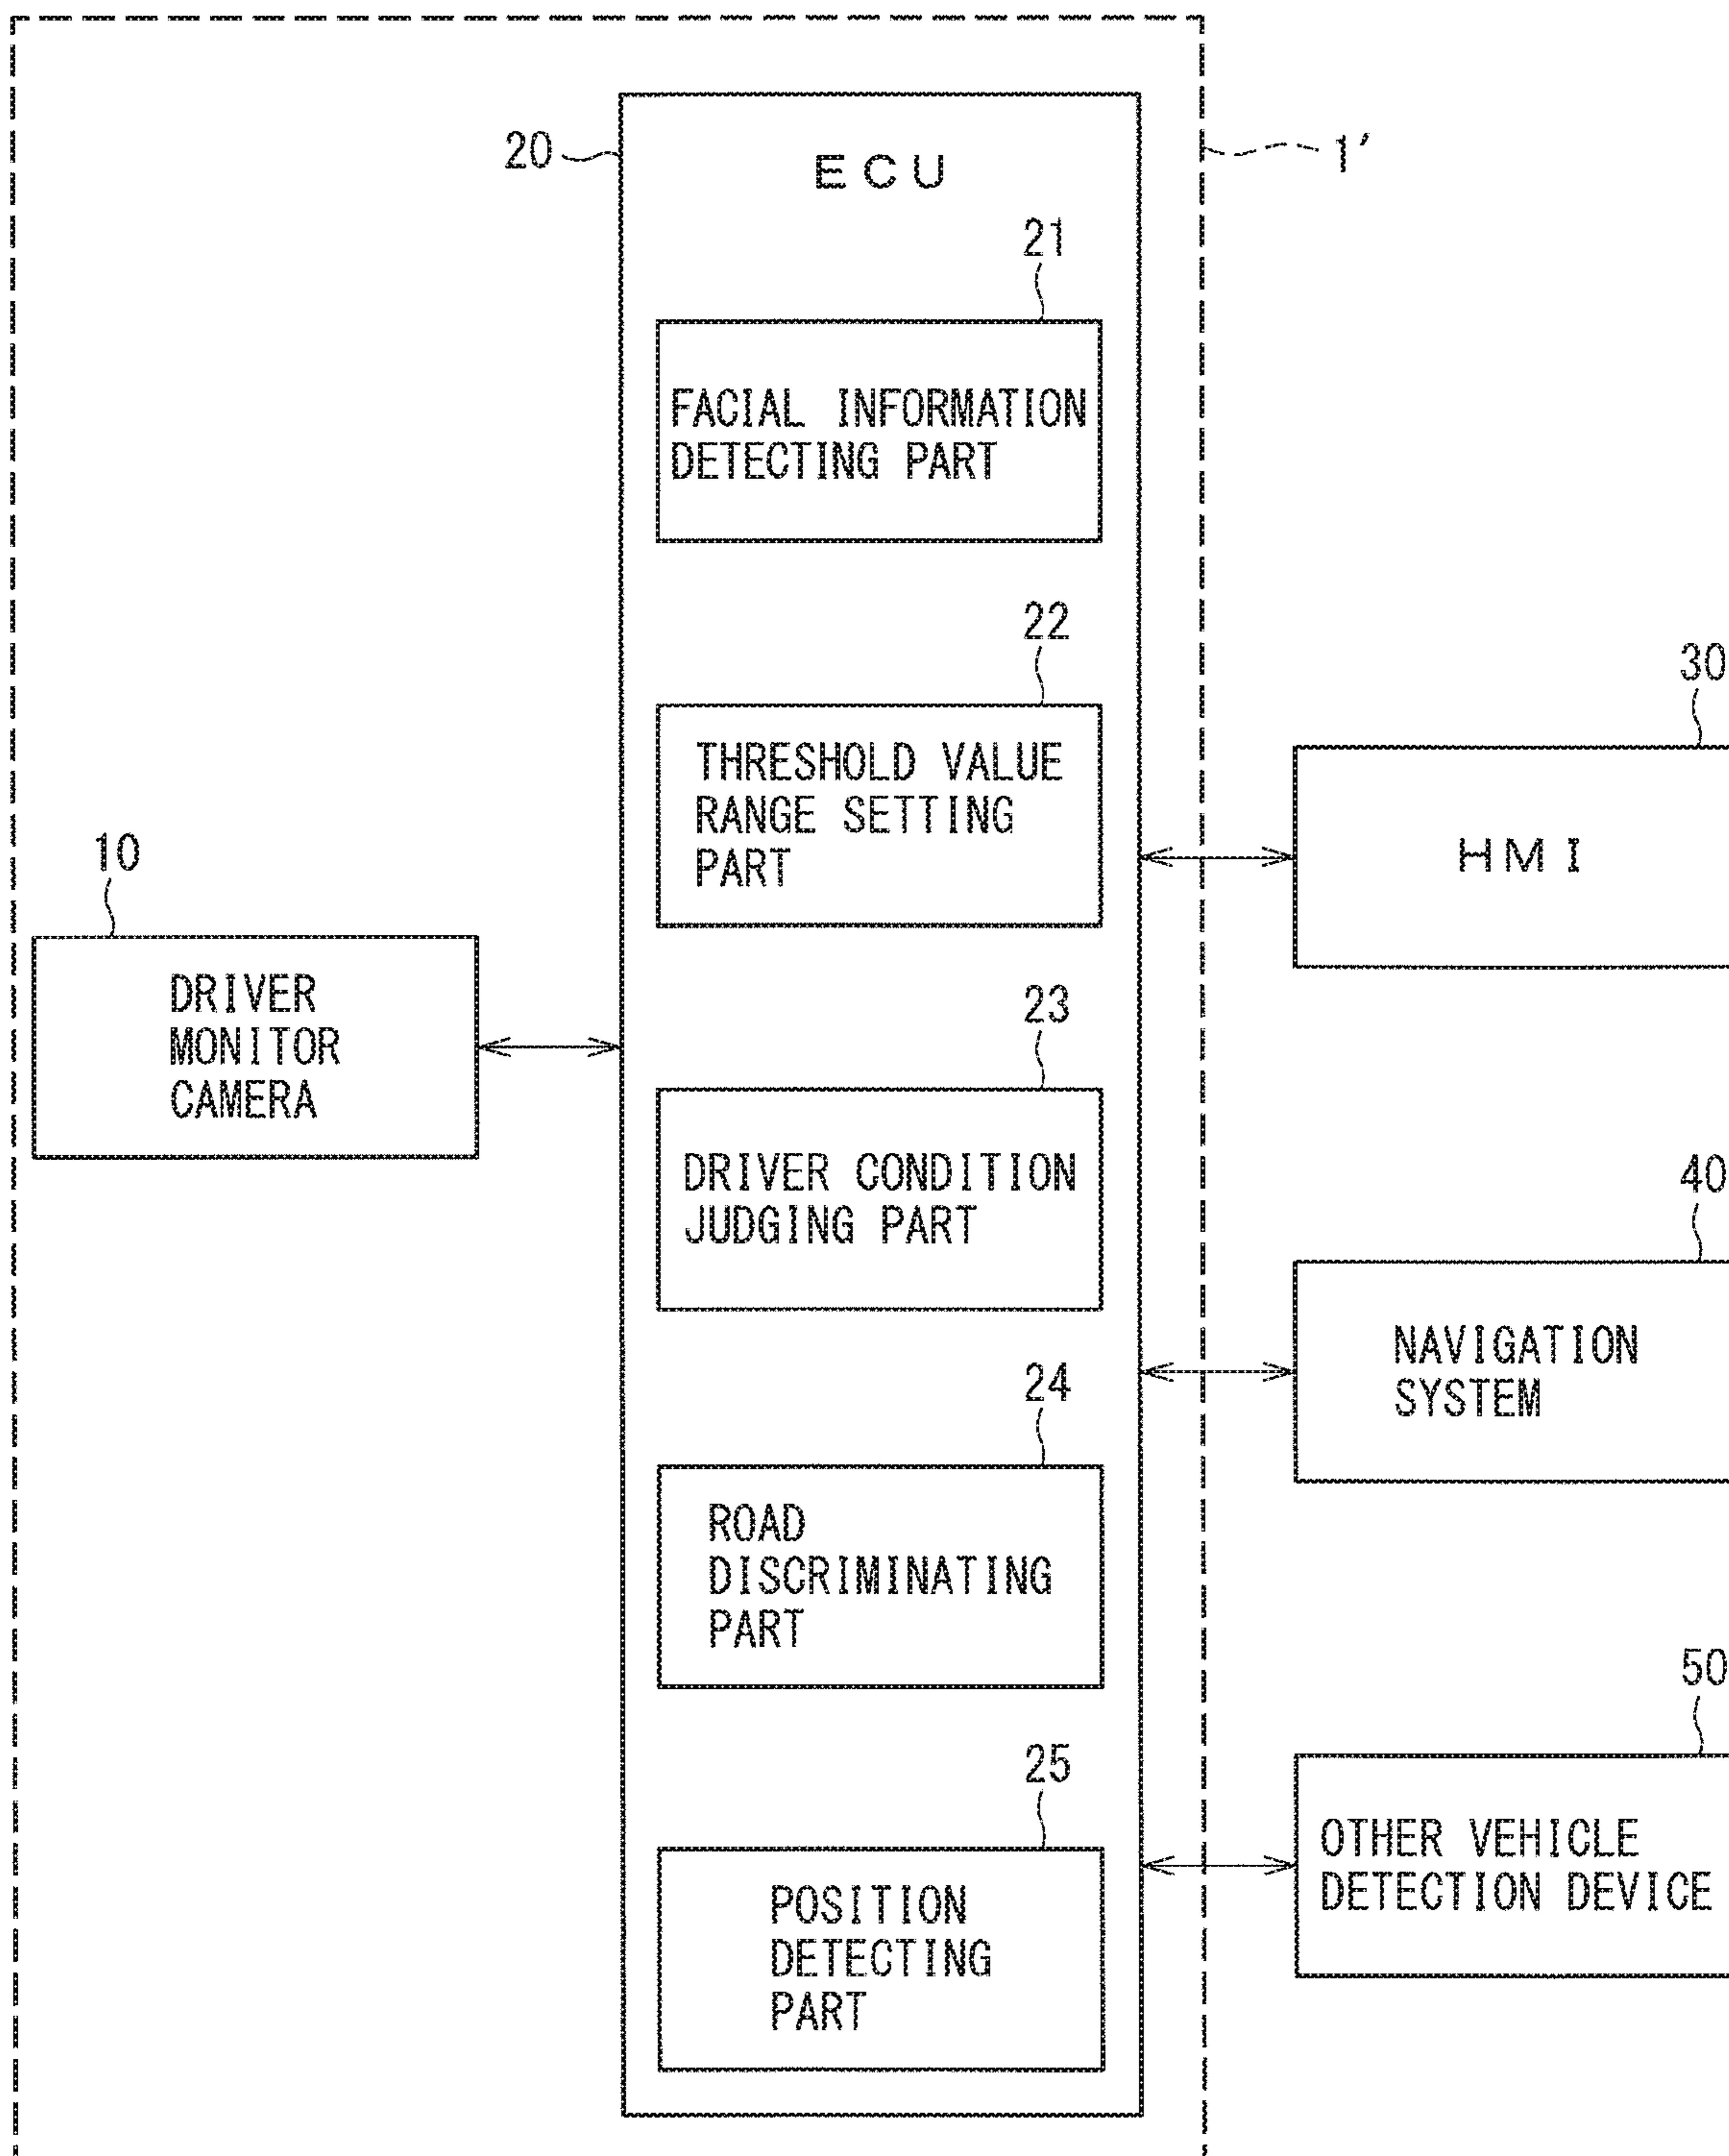 20
ECU
1'
21
FACIAL INFORMATION
DETECTING PART
22
THRESHOLD VALUE
RANGE SETTING
PART
30
HMI
10
DRIVER
MONITOR
CAMERA
23
DRIVER CONDITION
JUDGING PART
40
NAVIGATION
SYSTEM
24
ROAD
DISCRIMINATING
PART
50
OTHER VEHICLE
DETECTION DEVICE
25
POSITION
DETECTING
PART